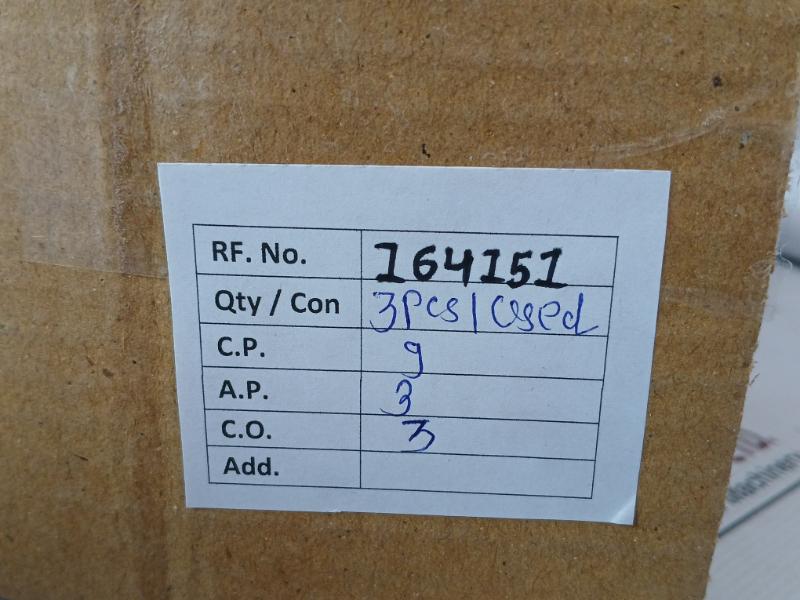 RF. No. 164151
Qty / Con 3pcs/Used
C.P. 9
A.P. 3
C.O. 3
Add.